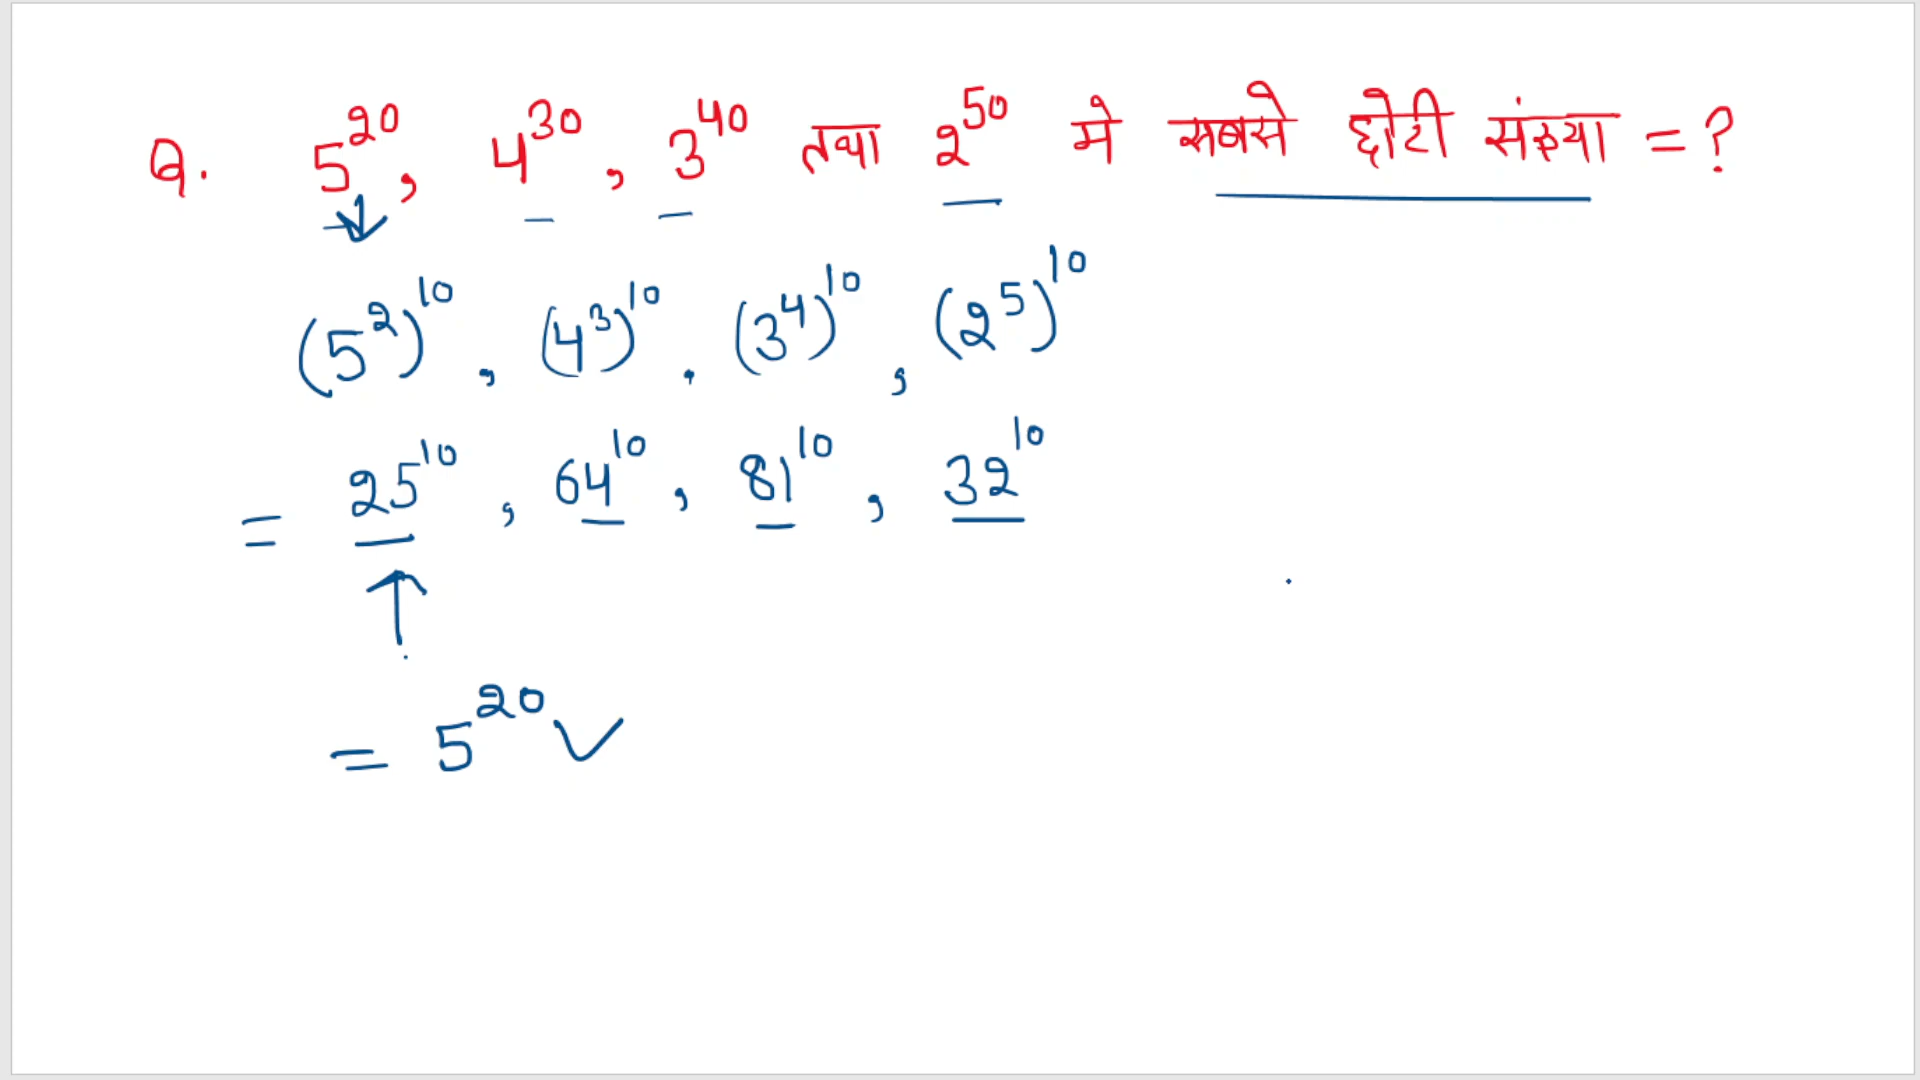 Q. 5^20, 4^30, 3^40 तथा 2^50 मे सबसे छोटी संख्या = ?
(5^2)^10, (4^3)^10 . (3^4)^10, (2^5)^10
= 25^10, 64^10, 81^10, 32^10
= 5^20 ✓